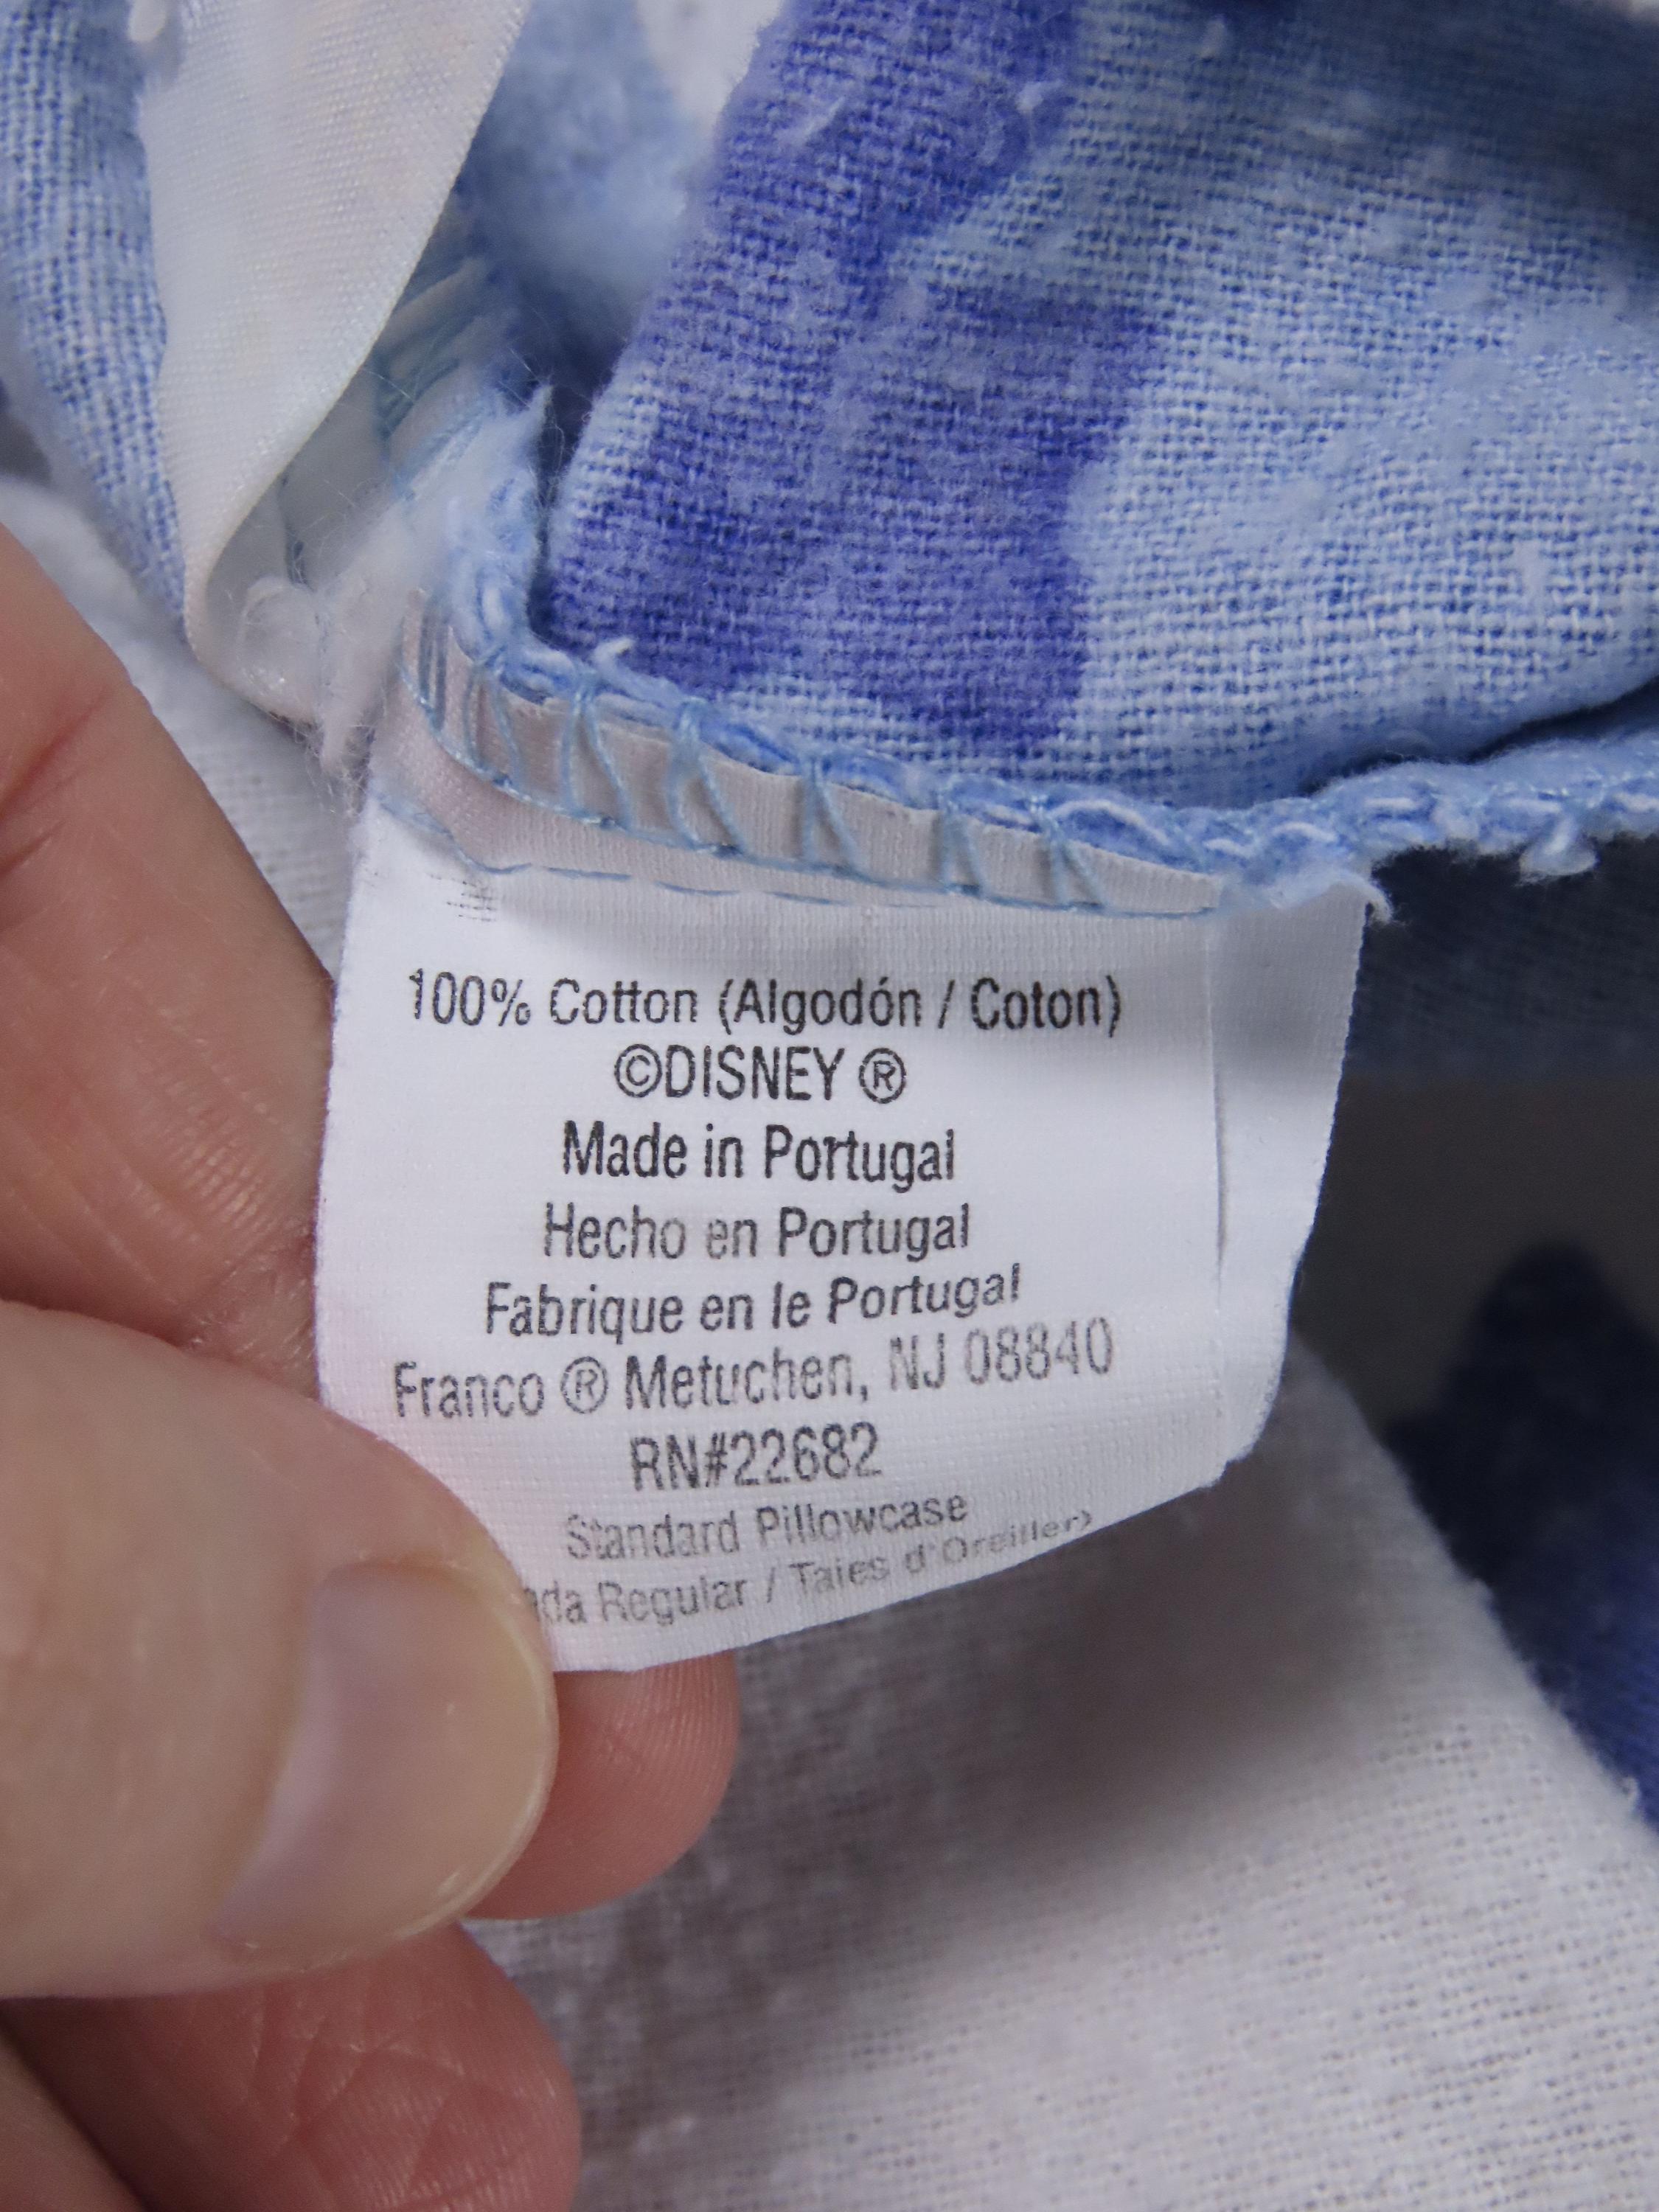 100% Cotton (Algodón / Coton)
©DISNEY ®
Made in Portugal
Hecho en Portugal
Fabrique en le Portugal
Franco ® Metuchen, NJ 08840
RN#22682
Standard Pillowcase
Regular / Taies d'Oreiller)